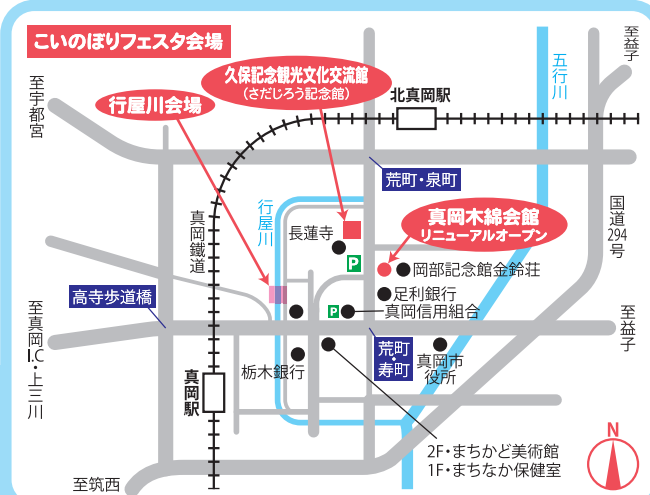 こいのぼりフェスタ会場
久保記念観光文化交流館
(さだじろう記念館)
行屋川会場
北真岡駅
五行川
至益子
至宇都宮
荒町・泉町
真岡鐵道
行屋川
長蓮寺
P
真岡木綿会館
リニューアルオープン
国道294号
岡部記念館金鈴荘
足利銀行
高寺歩道橋
P
真岡信用組合
至真岡I.C・上三川
至益子
荒町・寿町
真岡市
役所
栃木銀行
真岡駅
2F・まちかど美術館
1F・まちなか保健室
至筑西
N